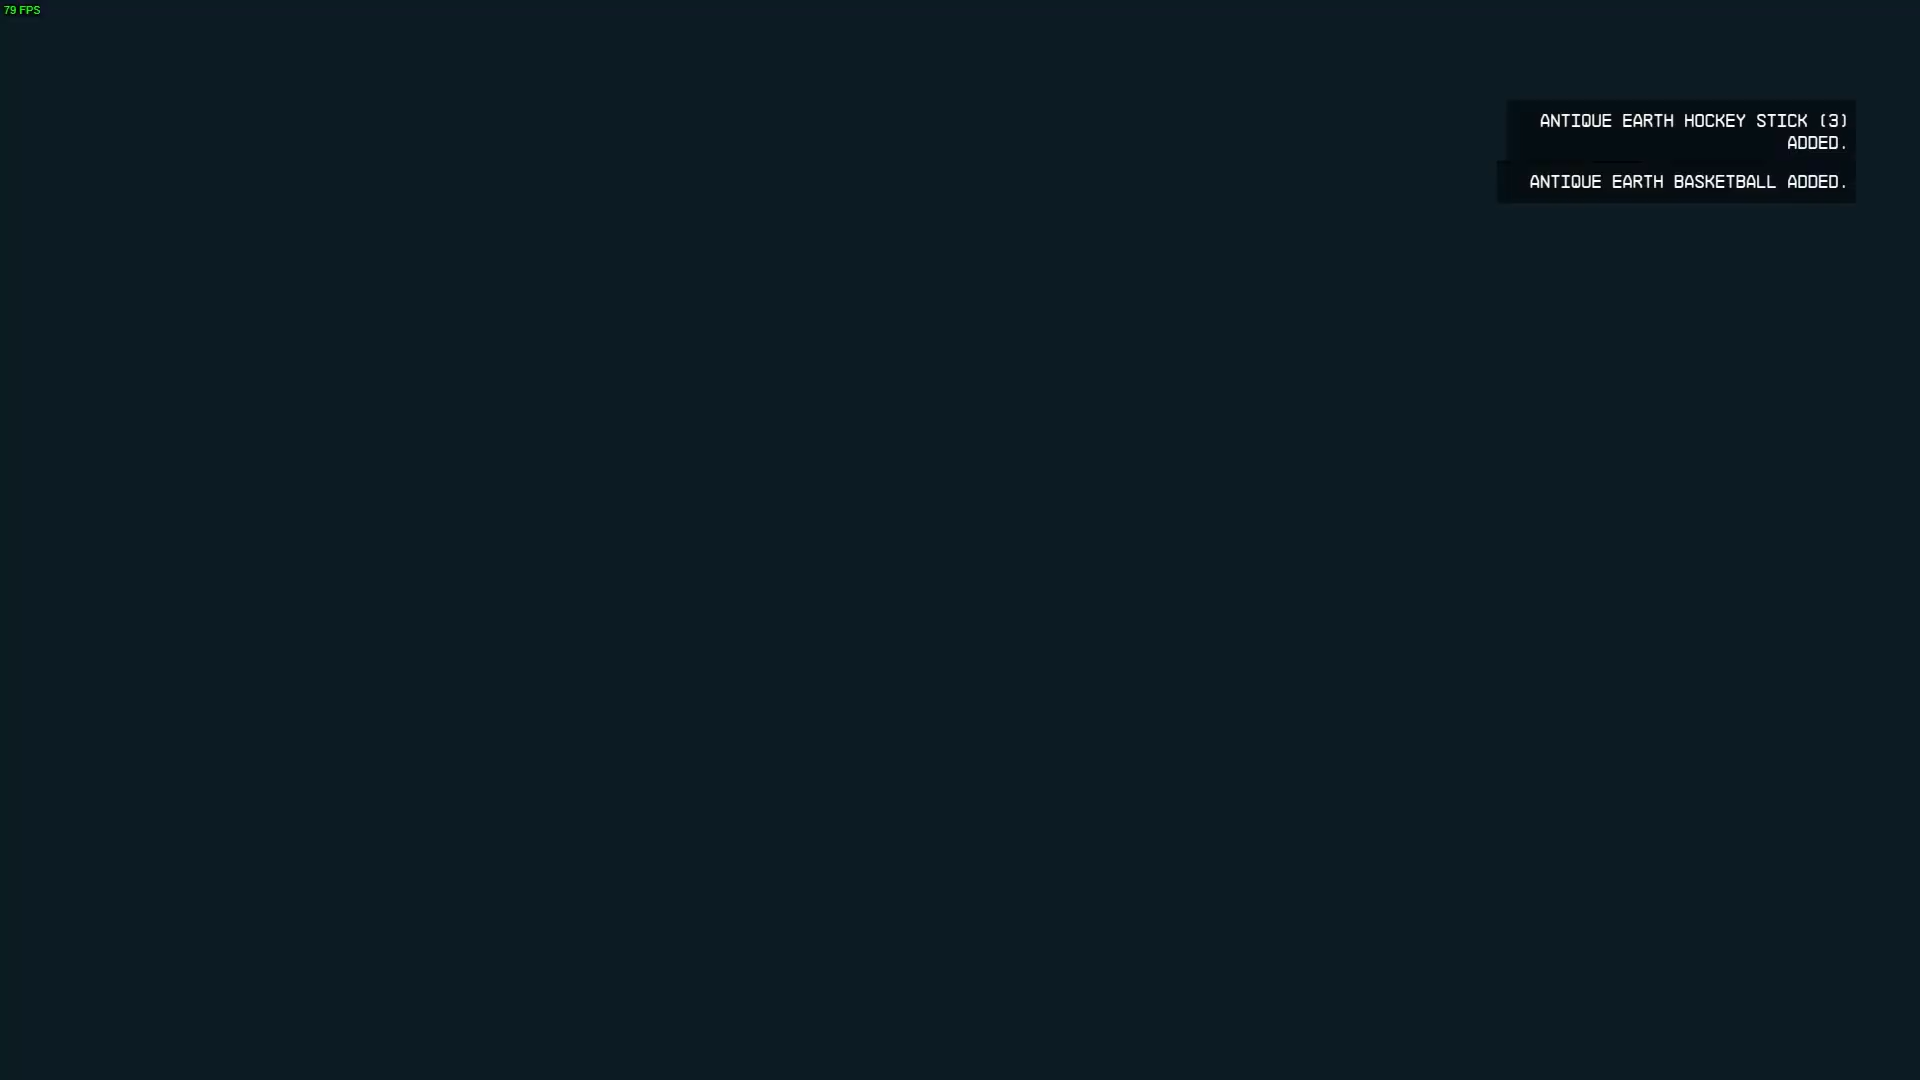 79 FPS
ANTIQUE EARTH HOCKEY STICK (3)
ADDED.
ANTIQUE EARTH BASKETBALL ADDED.